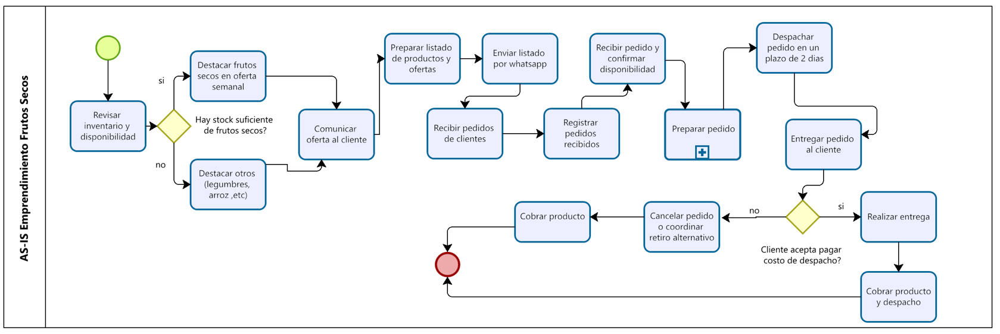 AS-IS Emprendimiento Frutos Secos
Revisar
inventario y
disponibilidad
si
no
Hay stock suficiente
de frutos secos?
Destacar frutos
secos en oferta
semanal
Destacar otros
(legumbres,
arroz ,etc)
Comunicar
oferta al cliente
Preparar listado
de productos y
ofertas
Enviar listado
por whatsapp
Recibir pedidos
de clientes
Registrar
pedidos
recibidos
Recibir pedido y
confirmar
disponibilidad
Preparar pedido
Despachar
pedido en un
plazo de 2 dias
Entregar pedido
al cliente
Cliente acepta pagar
costo de despacho?
no
si
Cancelar pedido
o coordinar
retiro alternativo
Cobrar producto
Realizar entrega
Cobrar producto
y despacho